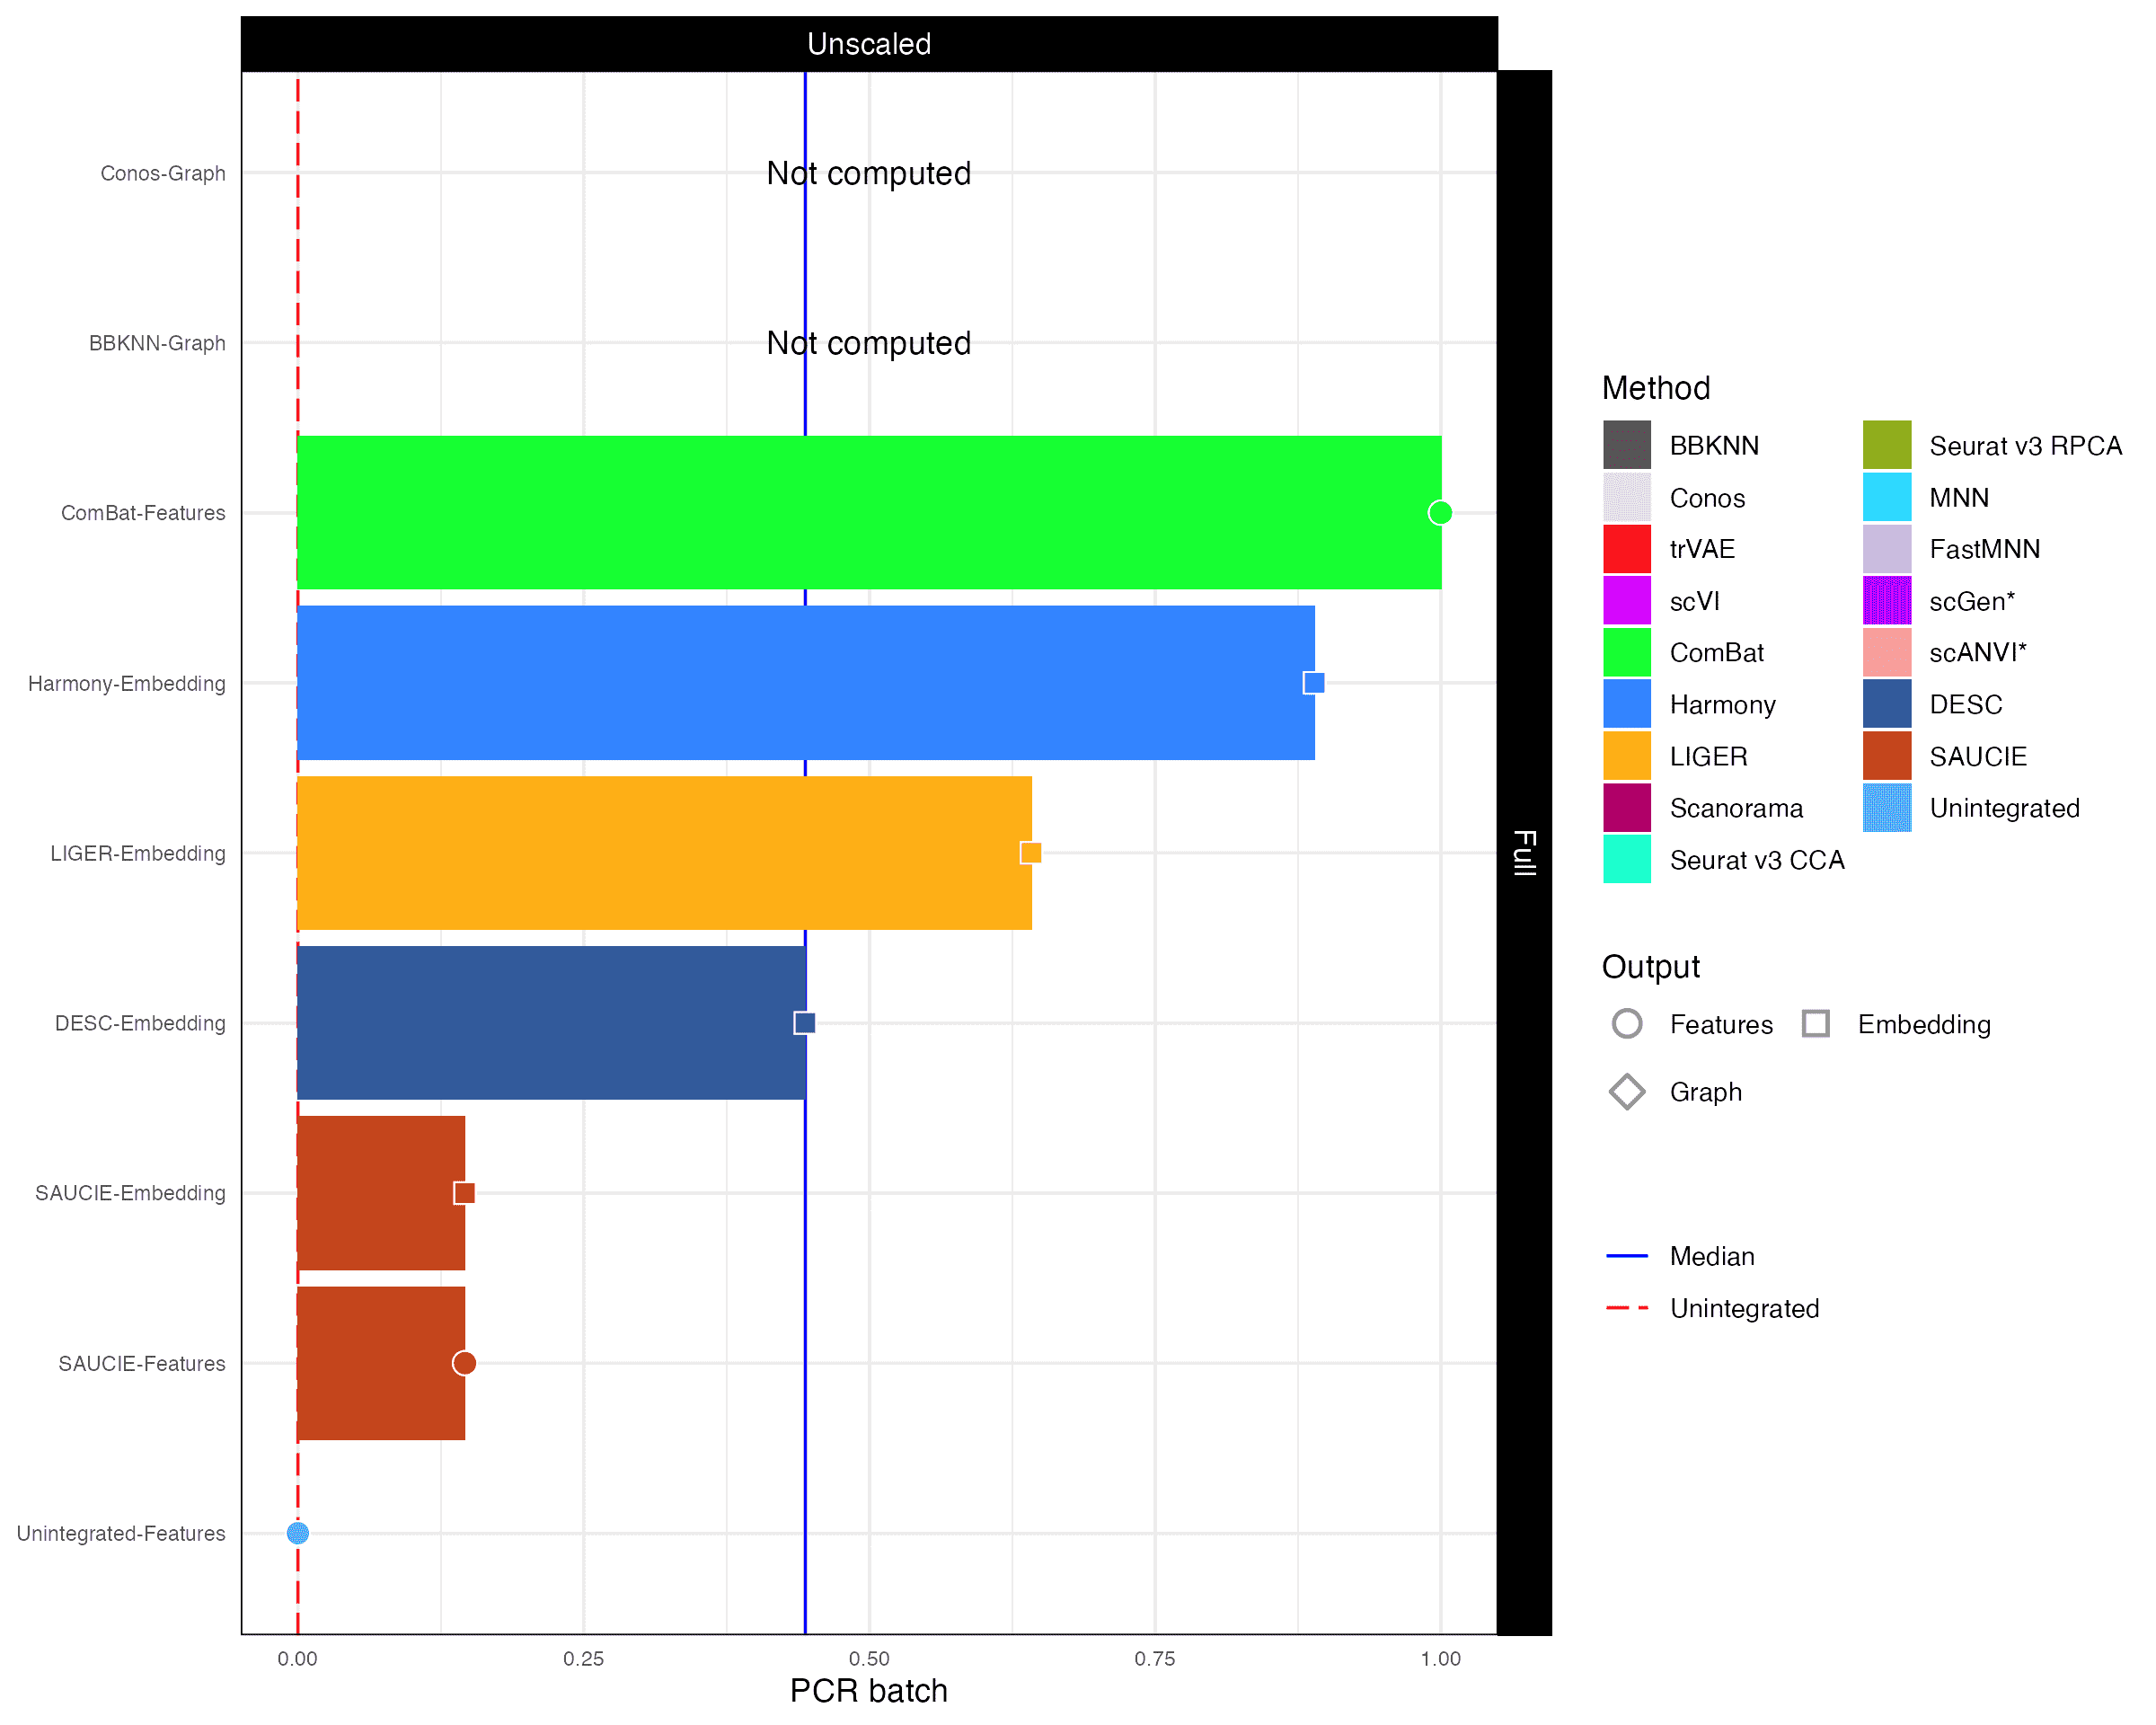 Unscaled
Conos-Graph
Not computed
BBKNN-Graph
Not computed
ComBat-Features
Harmony-Embedding
LIGER-Embedding
DESC-Embedding
SAUCIE-Embedding
SAUCIE-Features
Unintegrated-Features
0.00 0.25 0.50 0.75 1.00
PCR batch
Full
Method
BBKNN
Conos
trVAE
scVI
ComBat
Harmony
LIGER
Scanorama
Seurat v3 CCA
Seurat v3 RPCA
MNN
FastMNN
scGen*
scANVI*
DESC
SAUCIE
Unintegrated
Output
Features Embedding
Graph
Median
Unintegrated